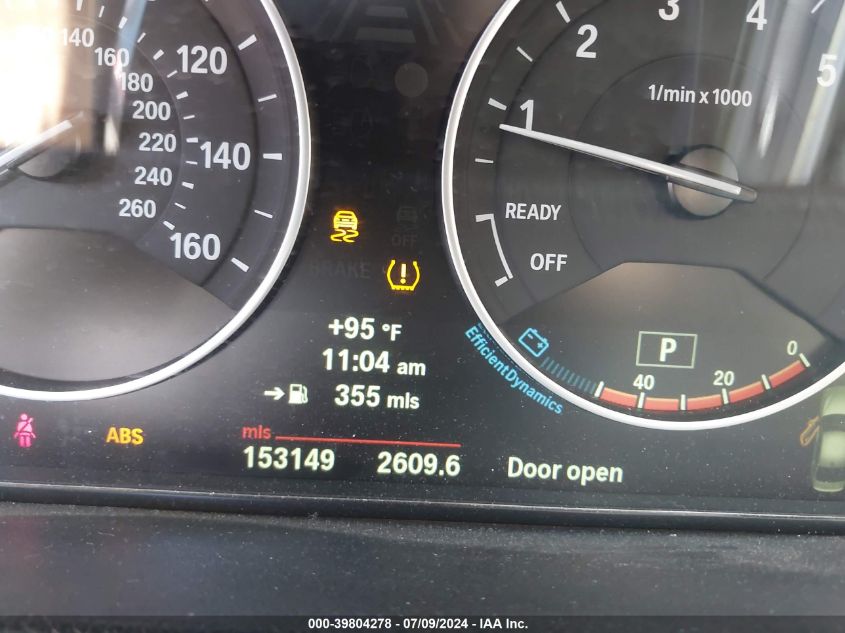 140
160
180
200
220
240
260
120
140
160
1
2
3
4
5
1/min x 1000
READY
OFF
OFF
BRAKE
+95 °F
11:04 am
355 mls
EfficientDynamics
P
40
20
0
ABS
mls
153149 2609.6 Door open
000-39804278 - 07/09/2024 - IAA Inc.